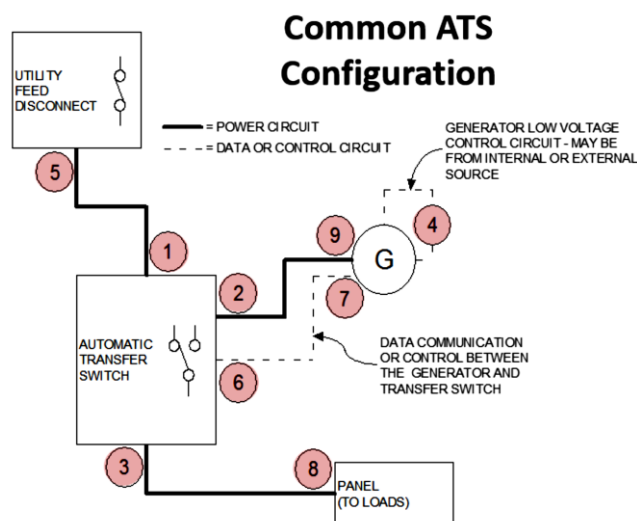 Common ATS
Configuration
UTILITY
FEED
DISCONNECT
= POWER CIRCUIT
= DATA OR CONTROL CIRCUIT
GENERATOR LOW VOLTAGE
CONTROL CIRCUIT - MAY BE
FROM INTERNAL OR EXTERNAL
SOURCE
5
4
9
1
G
2
7
AUTOMATIC
TRANSFER
SWITCH
6
DATA COMMUNICATION
OR CONTROL BETWEEN
THE GENERATOR AND
TRANSFER SWITCH
3
8
PANEL
(TO LOADS)